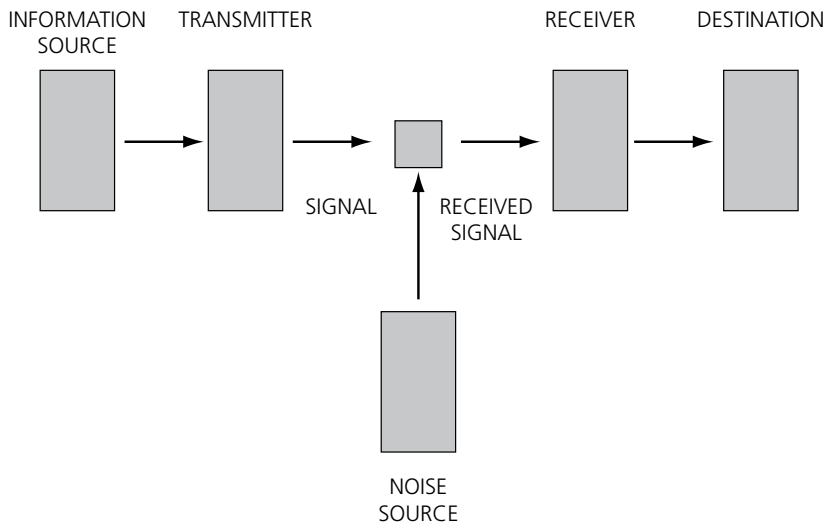 INFORMATION
SOURCE
TRANSMITTER
RECEIVER
DESTINATION
SIGNAL
RECEIVED
SIGNAL
NOISE
SOURCE